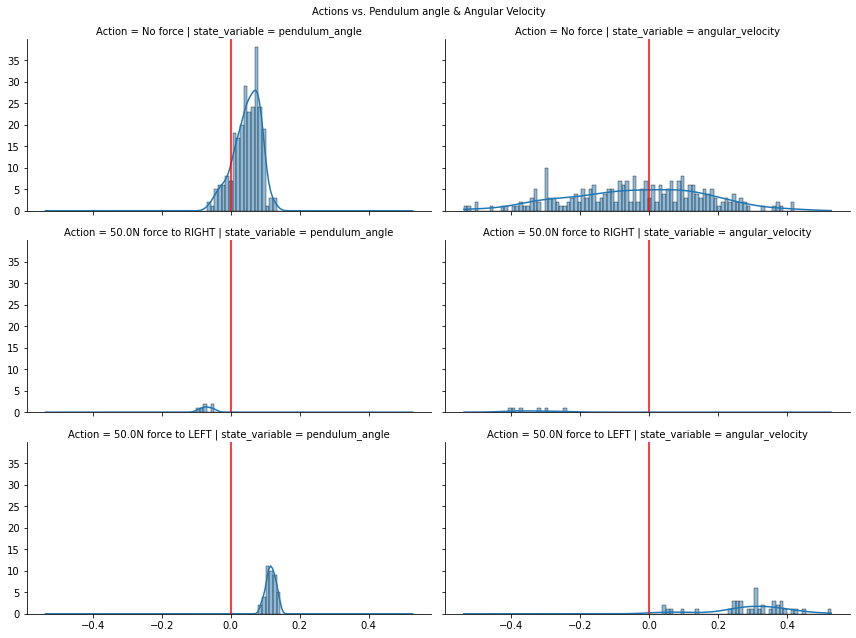 Actions vs. Pendulum angle & Angular Velocity
Action = No force | state_variable = pendulum_angle
Action = No force | state_variable = angular_velocity
35
30
25
20
15
10
5
0
Action = 50.0N force to RIGHT | state_variable = pendulum_angle
Action = 50.0N force to RIGHT | state_variable = angular_velocity
35
30
25
20
15
10
5
0
Action = 50.0N force to LEFT | state_variable = pendulum_angle
Action = 50.0N force to LEFT | state_variable = angular_velocity
35
30
25
20
15
10
5
0
−0.4 −0.2 0.0 0.2 0.4
−0.4 −0.2 0.0 0.2 0.4